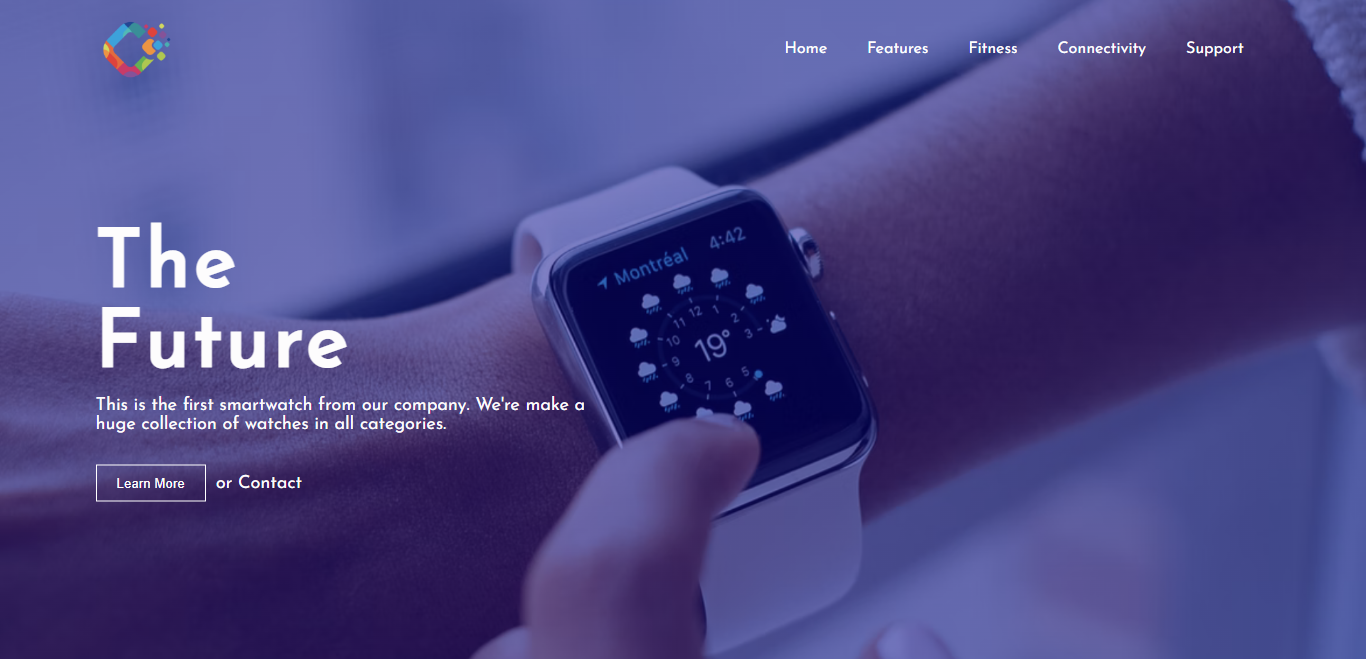 Home Features Fitness Connectivity Support
4:42
Montréal
12
1
2
3
5
6
7
8
9
10
11
19°
The
Future
This is the first smartwatch from our company. We're make a
huge collection of watches in all categories.
Learn More or Contact